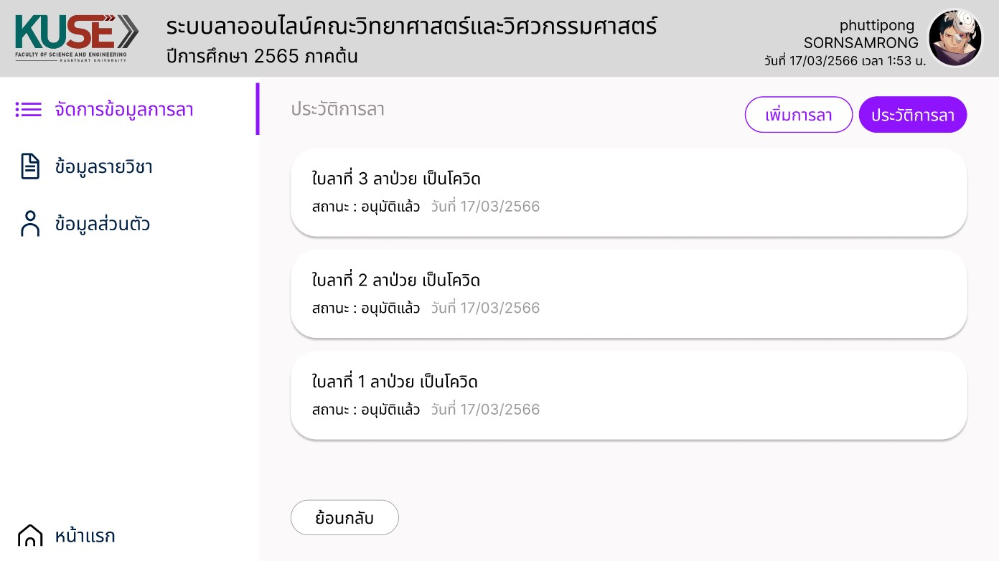 KUSE
FACULTY OF SCIENCE AND ENGINEERING
KASETSART UNIVERSITY
ระบบลาออนไลน์คณะวิทยาศาสตร์และวิศวกรรมศาสตร์
ปีการศึกษา 2565 ภาคต้น
phuttipong
SORNSAMRONG
วันที่ 17/03/2566 เวลา 1:53 น.
จัดการข้อมูลการลา
ข้อมูลรายวิชา
ข้อมูลส่วนตัว
หน้าแรก
ประวัติการลา
เพิ่มการลา
ประวัติการลา
ใบลาที่ 3 ลาป่วย เป็นโควิด
สถานะ : อนุมัติแล้ว วันที่ 17/03/2566
ใบลาที่ 2 ลาป่วย เป็นโควิด
สถานะ : อนุมัติแล้ว วันที่ 17/03/2566
ใบลาที่ 1 ลาป่วย เป็นโควิด
สถานะ : อนุมัติแล้ว วันที่ 17/03/2566
ย้อนกลับ